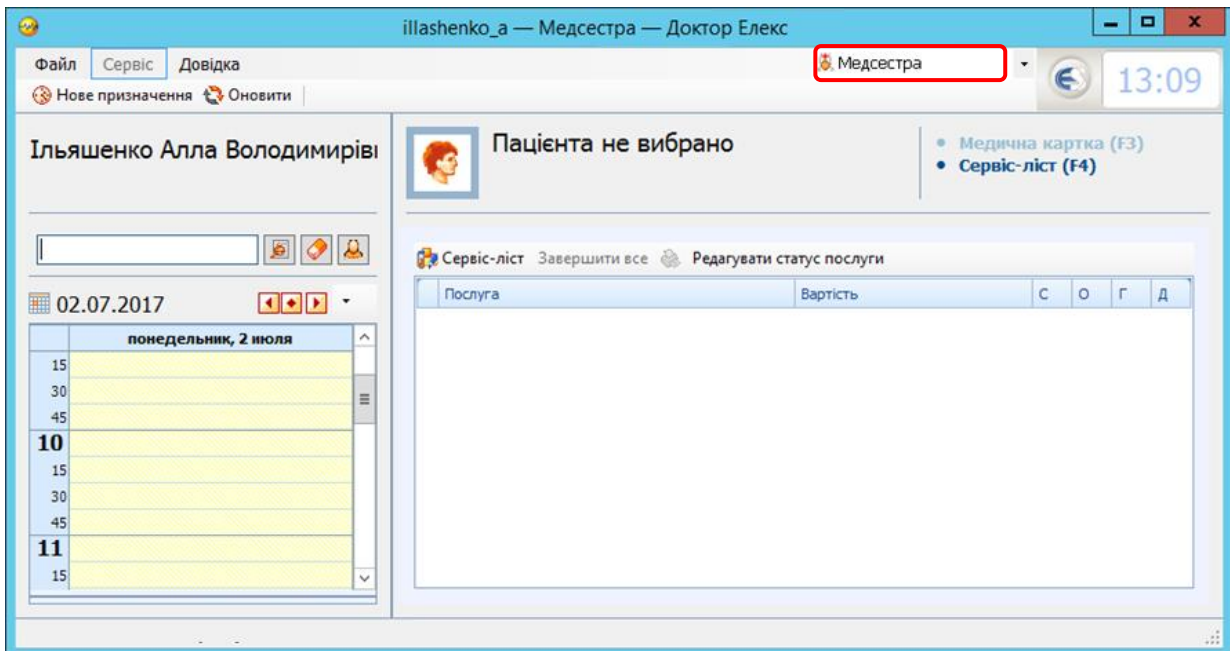 illashenko_a — Медсестра — Доктор Елекс
Файл Сервіс Довідка
Медсестра
13:09
Нове призначення Оновити
Ільяшенко Алла Володимирівı
Пацієнта не вибрано
Медична картка (F3)
Сервіс-ліст (F4)
Сервіс-ліст Завершити все Редагувати статус послуги
Послуга Вартість С О Г Д
02.07.2017
понедельник, 2 июля
15
30
45
10
15
30
45
11
15